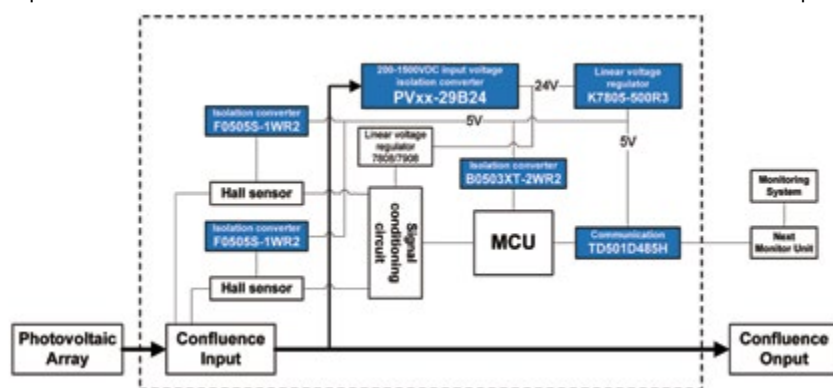 200-1500VDC input voltage
isolation converter
PVxx-29B24
24V
Linear voltage
regulator
K7805-500R3
Isolation converter
F0505S-1WR2
5V
Linear voltage
regulator
7808/7908
5V
Isolation converter
B0503XT-2WR2
Hall sensor
Isolation converter
F0505S-1WR2
Signal
conditioning
circuit
MCU
Communication
TD501D485H
Monitoring
System
Next
Monitor Unit
Hall sensor
Photovoltaic
Array
Confluence
Input
Confluence
Onput